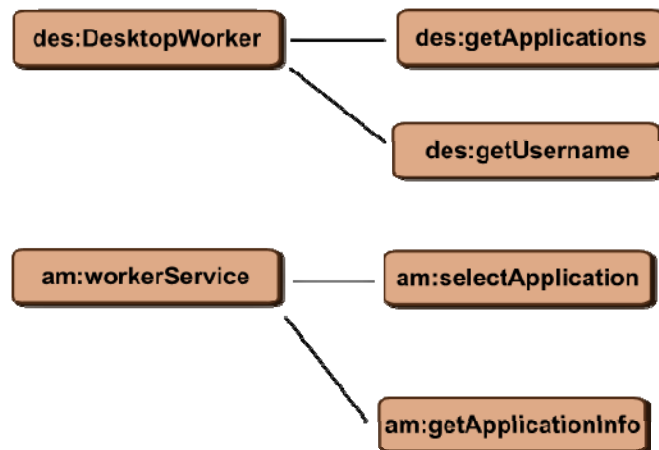 des:DesktopWorker
des:getApplications
des:getUsername
am:workerService
am:selectApplication
am:getApplicationInfo